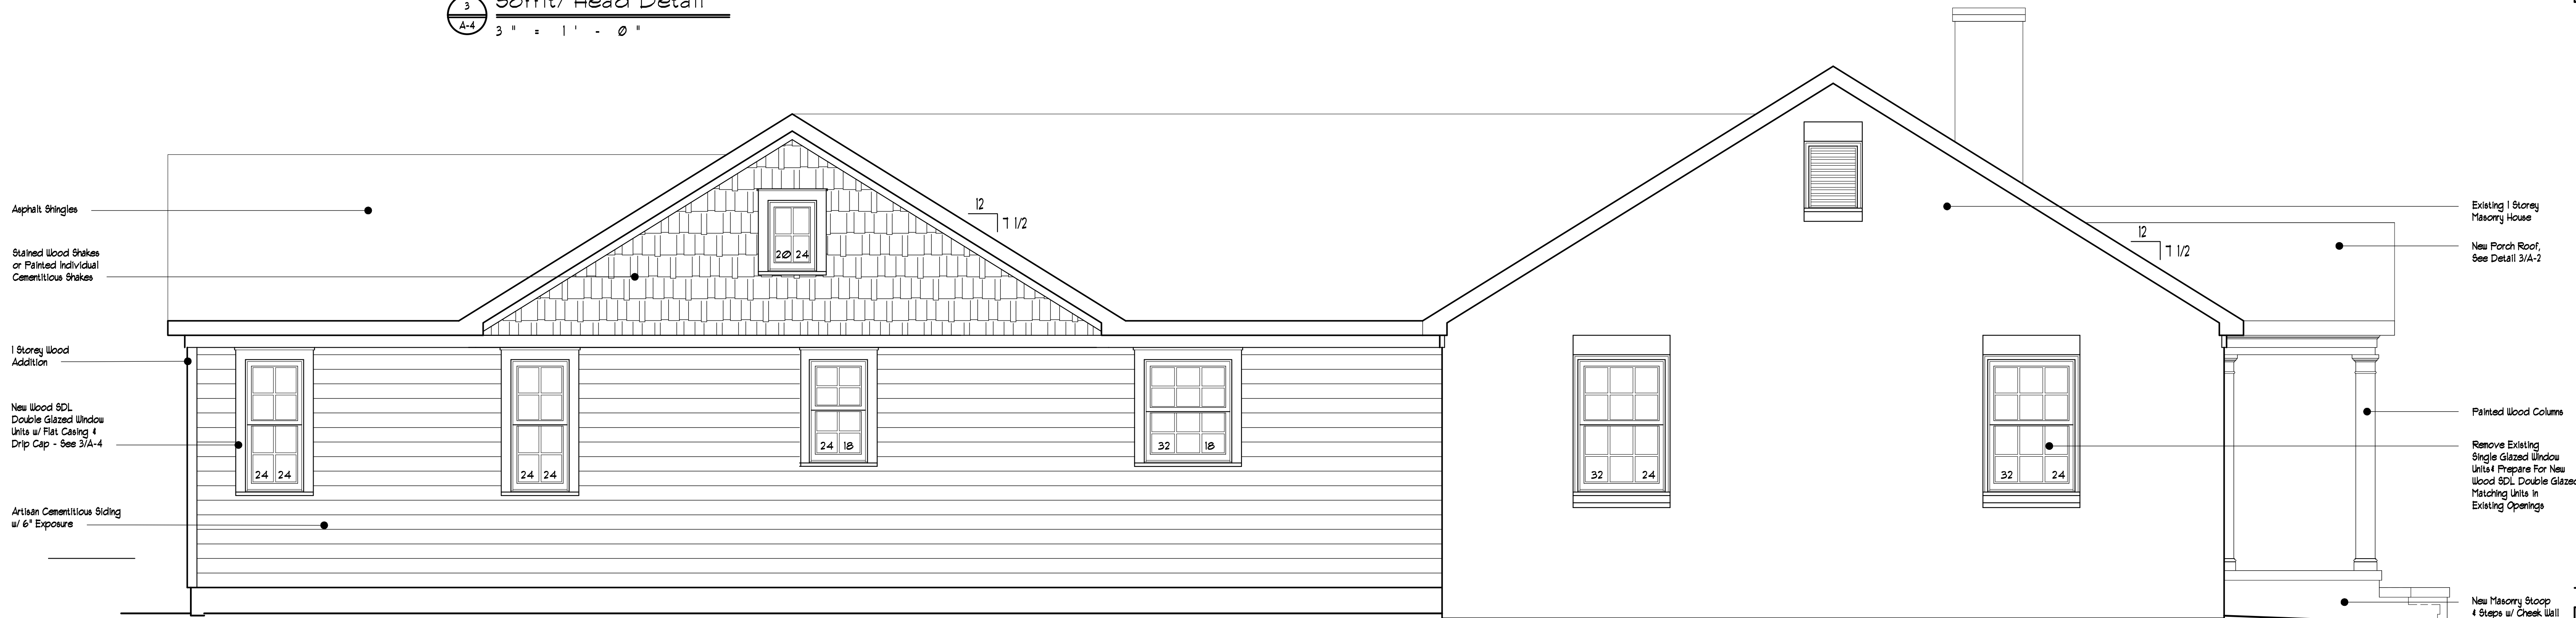 3
A-4
Soffit/ Head Detail
3" = 1' - 0"
Asphalt Shingles
Stained Wood Shakes
or Painted Individual
Cementitious Shakes
1 Storey Wood
Addition
New Wood SDL
Double Glazed Window
Units w/ Flat Casing &
Drip Cap - See 3/A-4
Artisan Cementitious Siding
w/ 6" Exposure
12
7 1/2
20 24
24 24
24 24
24 18
32 18
32 24
32 24
12
7 1/2
Existing 1 Storey
Masonry House
New Porch Roof,
See Detail 3/A-2
Painted Wood Columns
Remove Existing
Single Glazed Window
Units& Prepare For New
Wood SDL Double Glazed
Matching Units in
Existing Openings
New Masonry Stoop
& Steps w/ Cheek Wall